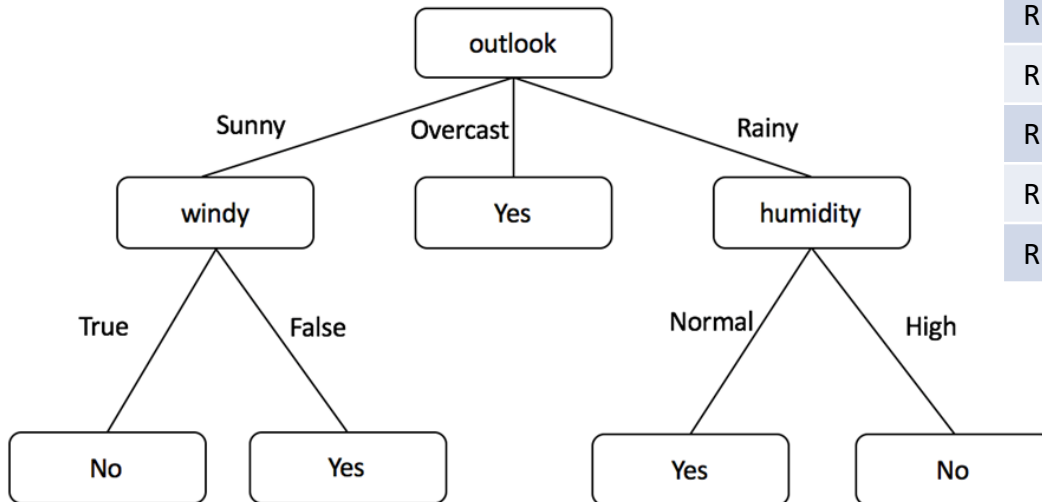 outlook
R
R
R
R
R
Sunny
Overcast
Rainy
windy
Yes
humidity
True
False
Normal
High
No
Yes
Yes
No